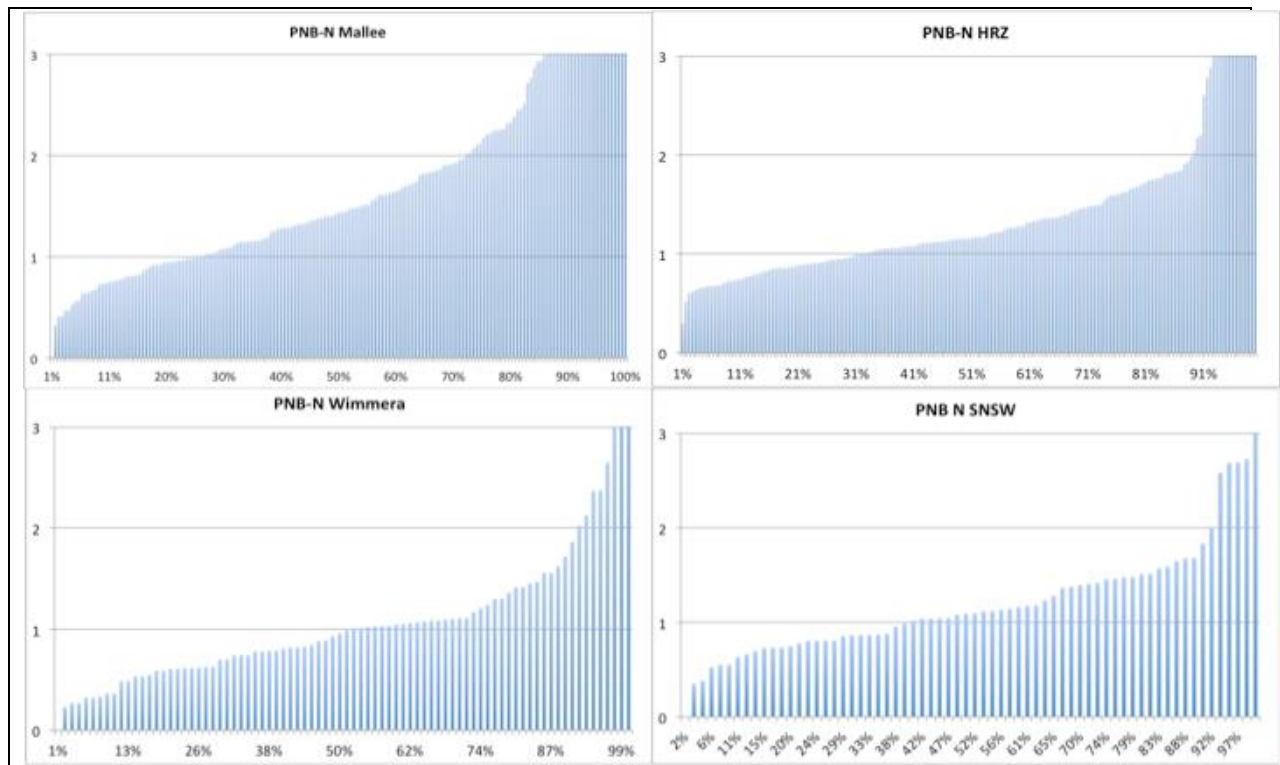 PNB-N Mallee
3
2
1
0
1% 11% 20% 30% 40% 50% 60% 70% 80% 90% 100%
PNB-N HRZ
3
2
1
0
1% 11% 21% 31% 41% 51% 61% 71% 81% 91%
PNB-N Wimmera
3
2
1
0
1% 13% 26% 38% 50% 62% 74% 87% 99%
PNB N SNSW
3
2
1
0
2% 6% 11% 15% 20% 24% 29% 33% 38% 42% 47% 52% 56% 61% 65% 70% 74% 79% 83% 88% 92% 97%